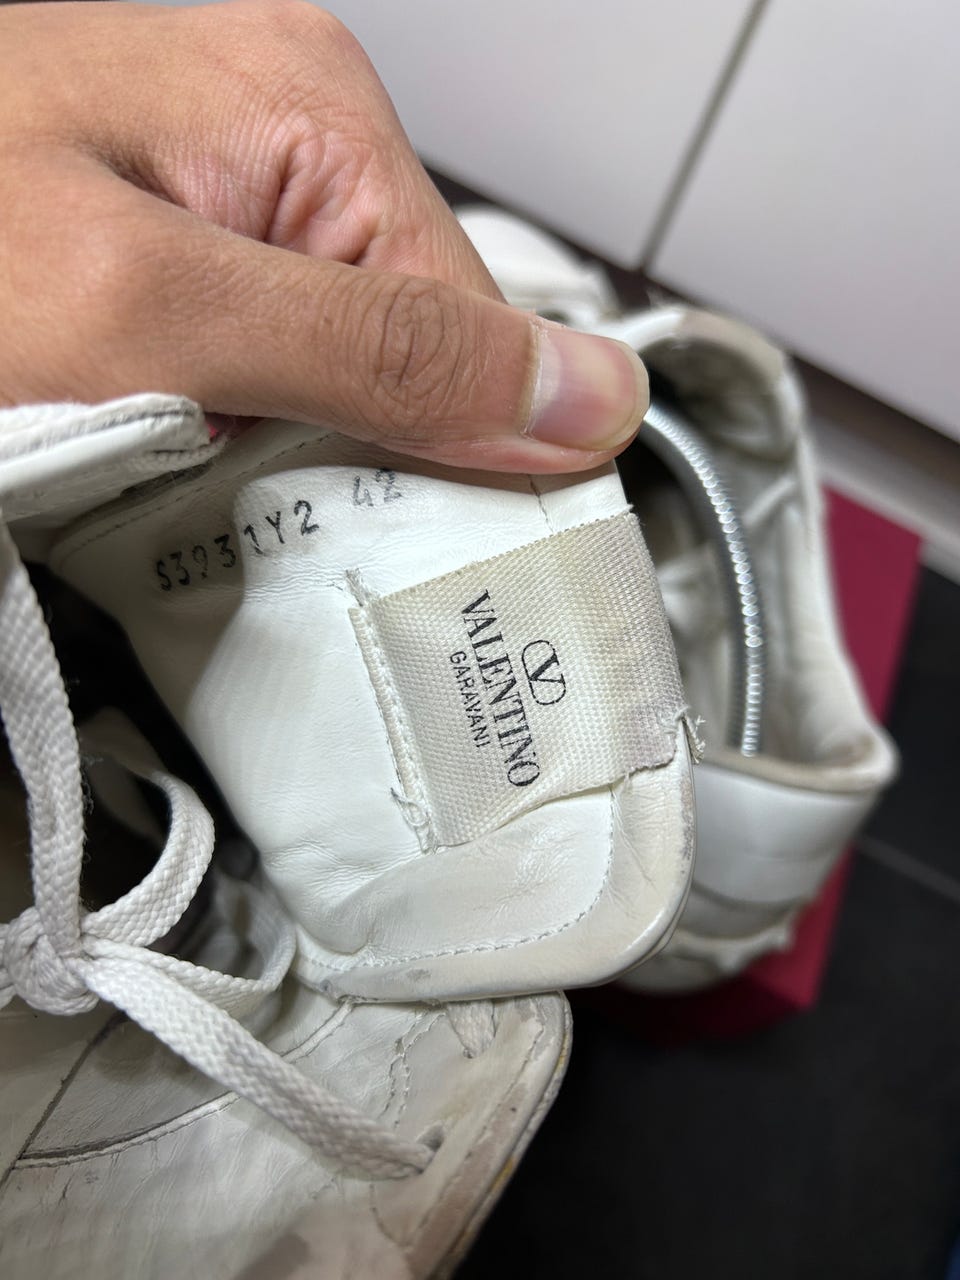 S3931Y2 42
V
VALENTINO
GARAVANI